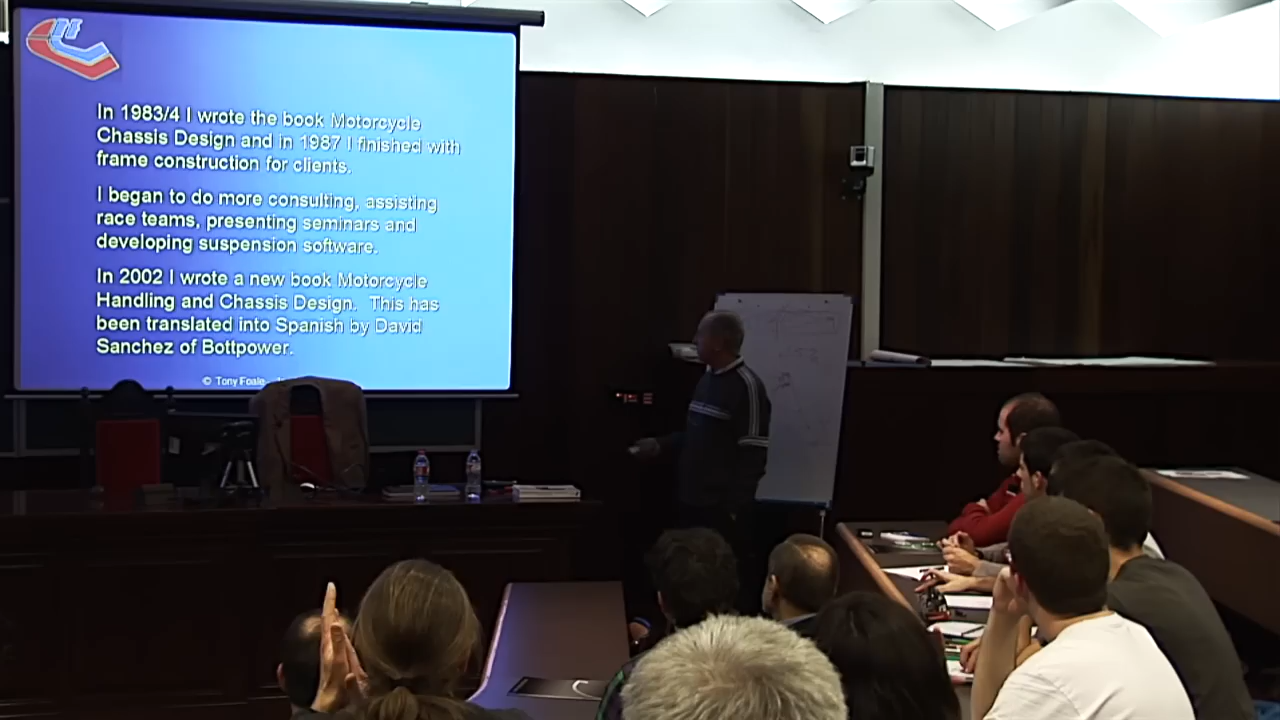 In 1983/4 I wrote the book Motorcycle
Chassis Design and in 1987 I finished with
frame construction for clients.
I began to do more consulting, assisting
race teams, presenting seminars and
developing suspension software.
In 2002 I wrote a new book Motorcycle
Handling and Chassis Design. This has
been translated into Spanish by David
Sanchez of Bottpower.
© Tony Foale